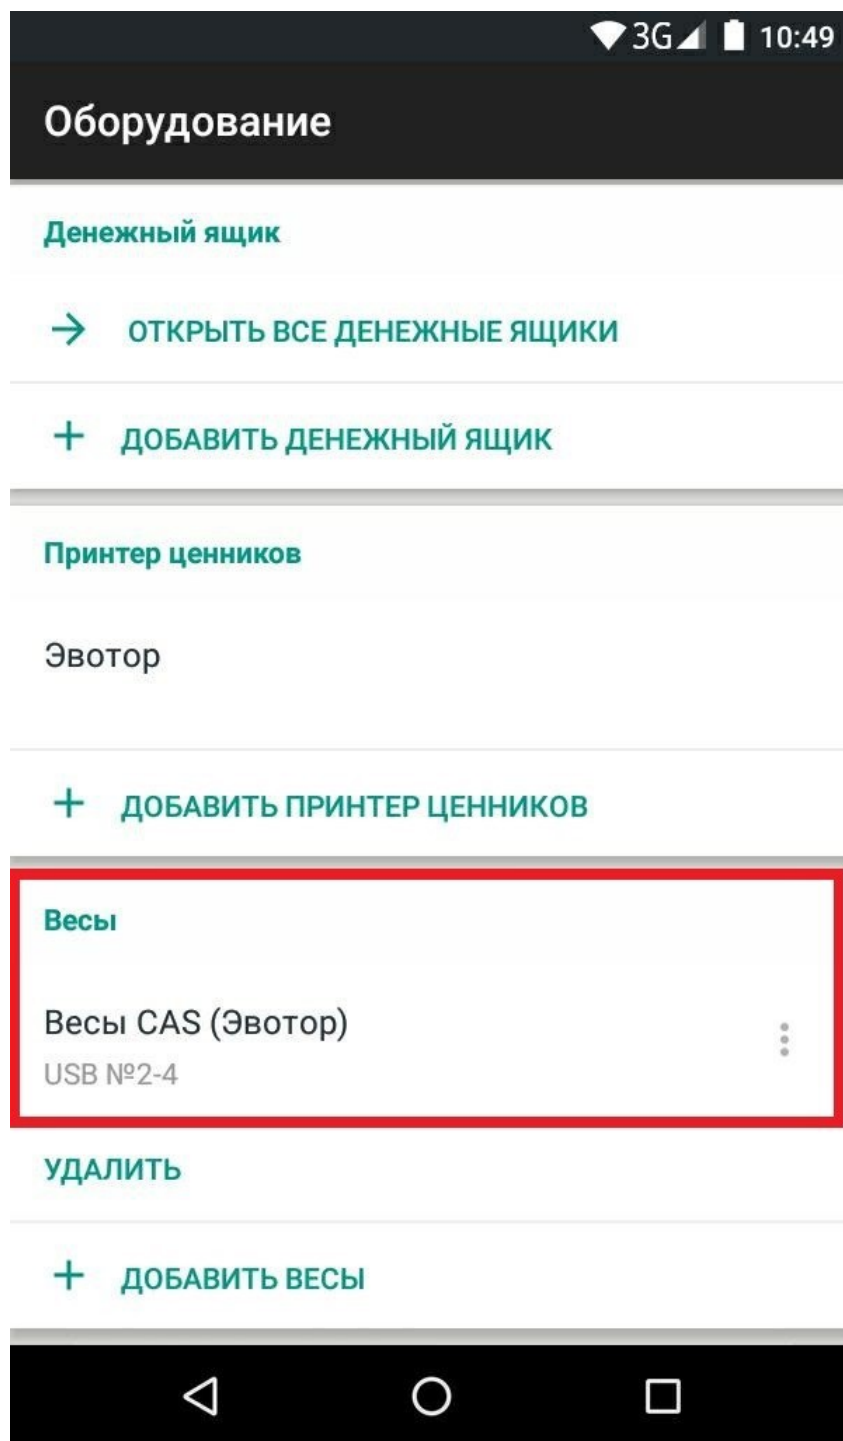 3G 10:49
Оборудование
Денежный ящик
ОТКРЫТЬ ВСЕ ДЕНЕЖНЫЕ ЯЩИКИ
+ ДОБАВИТЬ ДЕНЕЖНЫЙ ЯЩИК
Принтер ценников
Эвотор
+ ДОБАВИТЬ ПРИНТЕР ЦЕННИКОВ
Весы
Весы CAS (Эвотор)
USB №2-4
УДАЛИТЬ
+ ДОБАВИТЬ ВЕСЫ